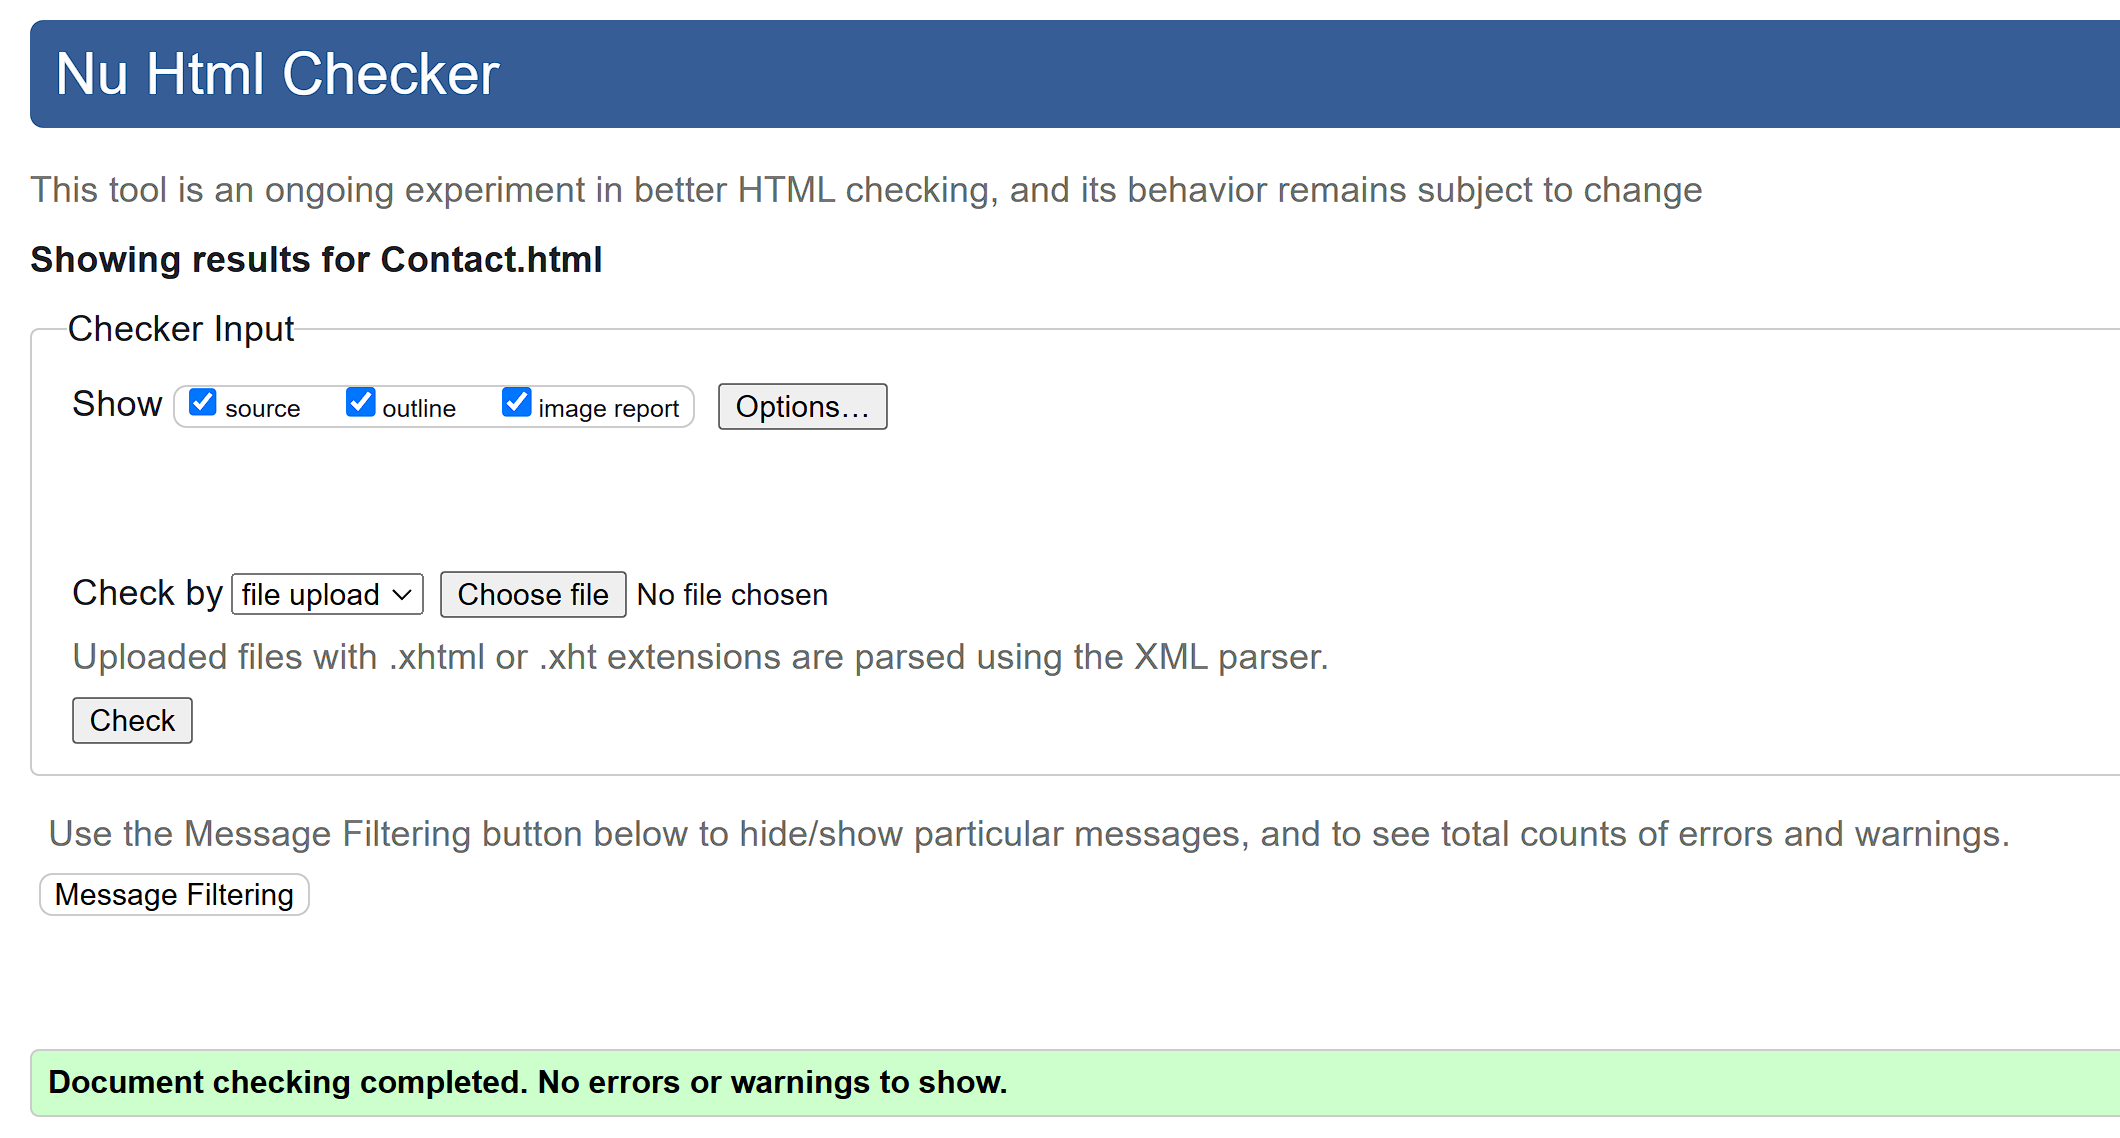 Nu Html Checker
This tool is an ongoing experiment in better HTML checking, and its behavior remains subject to change
Showing results for Contact.html
Checker Input
Show source outline image report Options...
Check by file upload Choose file No file chosen
Uploaded files with .xhtml or .xht extensions are parsed using the XML parser.
Check
Use the Message Filtering button below to hide/show particular messages, and to see total counts of errors and warnings.
Message Filtering
Document checking completed. No errors or warnings to show.